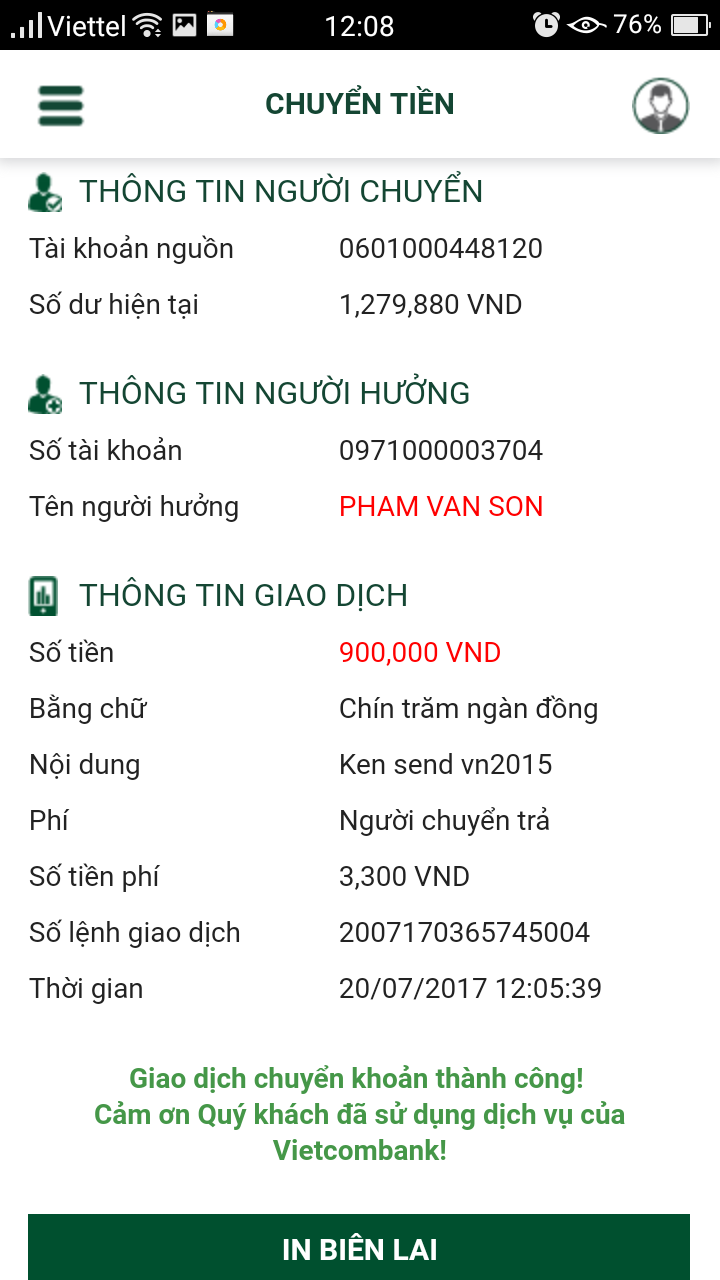 Viettel 12:08 76%
CHUYỂN TIỀN
THÔNG TIN NGƯỜI CHUYỂN
Tài khoản nguồn 0601000448120
Số dư hiện tại 1,279,880 VND
THÔNG TIN NGƯỜI HƯỞNG
Số tài khoản 0971000003704
Tên người hưởng PHAM VAN SON
THÔNG TIN GIAO DỊCH
Số tiền 900,000 VND
Bằng chữ Chín trăm ngàn đồng
Nội dung Ken send vn2015
Phí Người chuyển trả
Số tiền phí 3,300 VND
Số lệnh giao dịch 2007170365745004
Thời gian 20/07/2017 12:05:39
Giao dịch chuyển khoản thành công!
Cảm ơn Quý khách đã sử dụng dịch vụ của
Vietcombank!
IN BIÊN LAI